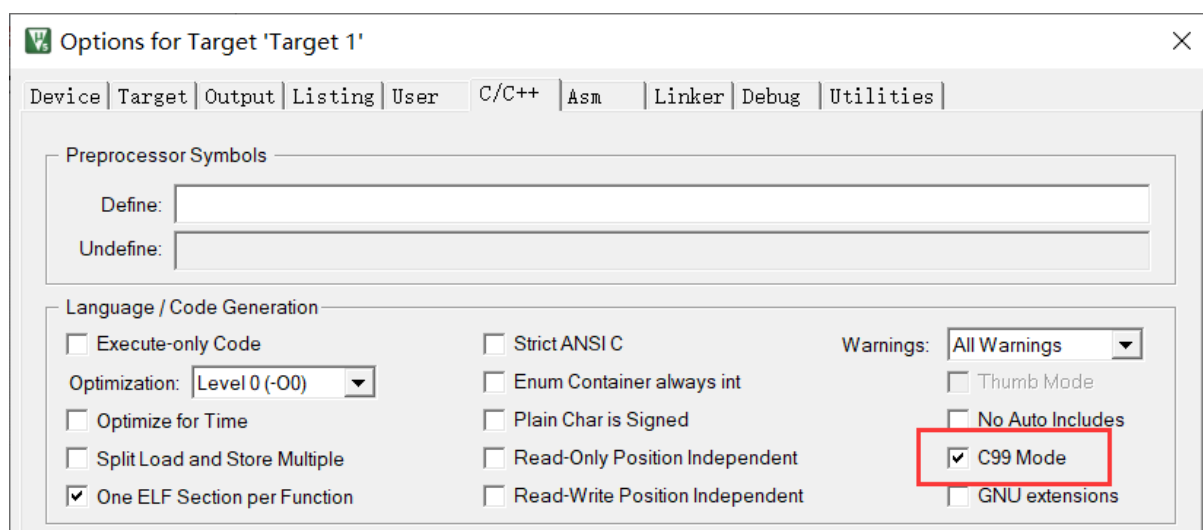 Options for Target 'Target 1'
Device Target Output Listing User C/C++ Asm Linker Debug Utilities
Preprocessor Symbols
Define:
Undefine:
Language / Code Generation
Execute-only Code Strict ANSI C Warnings: All Warnings
Optimization: Level 0 (-O0) Enum Container always int Thumb Mode
Optimize for Time Plain Char is Signed No Auto Includes
Split Load and Store Multiple Read-Only Position Independent C99 Mode
One ELF Section per Function Read-Write Position Independent GNU extensions